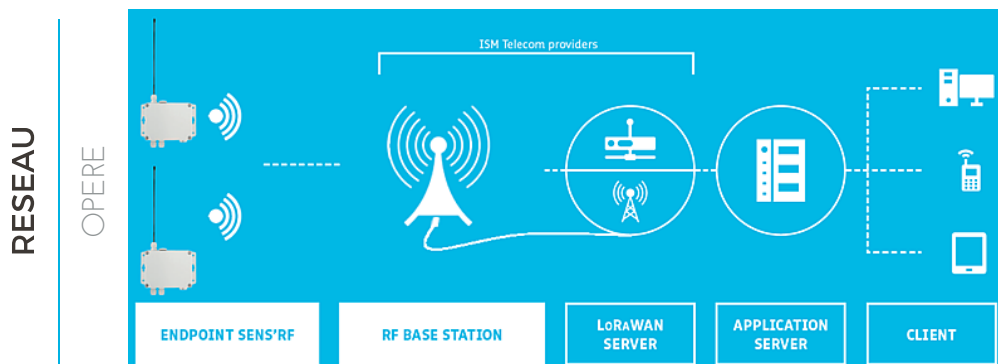 RESEAU
OPERE
ISM Telecom providers
ENDPOINT SENS'RF
RF BASE STATION
LORAWAN
SERVER
APPLICATION
SERVER
CLIENT